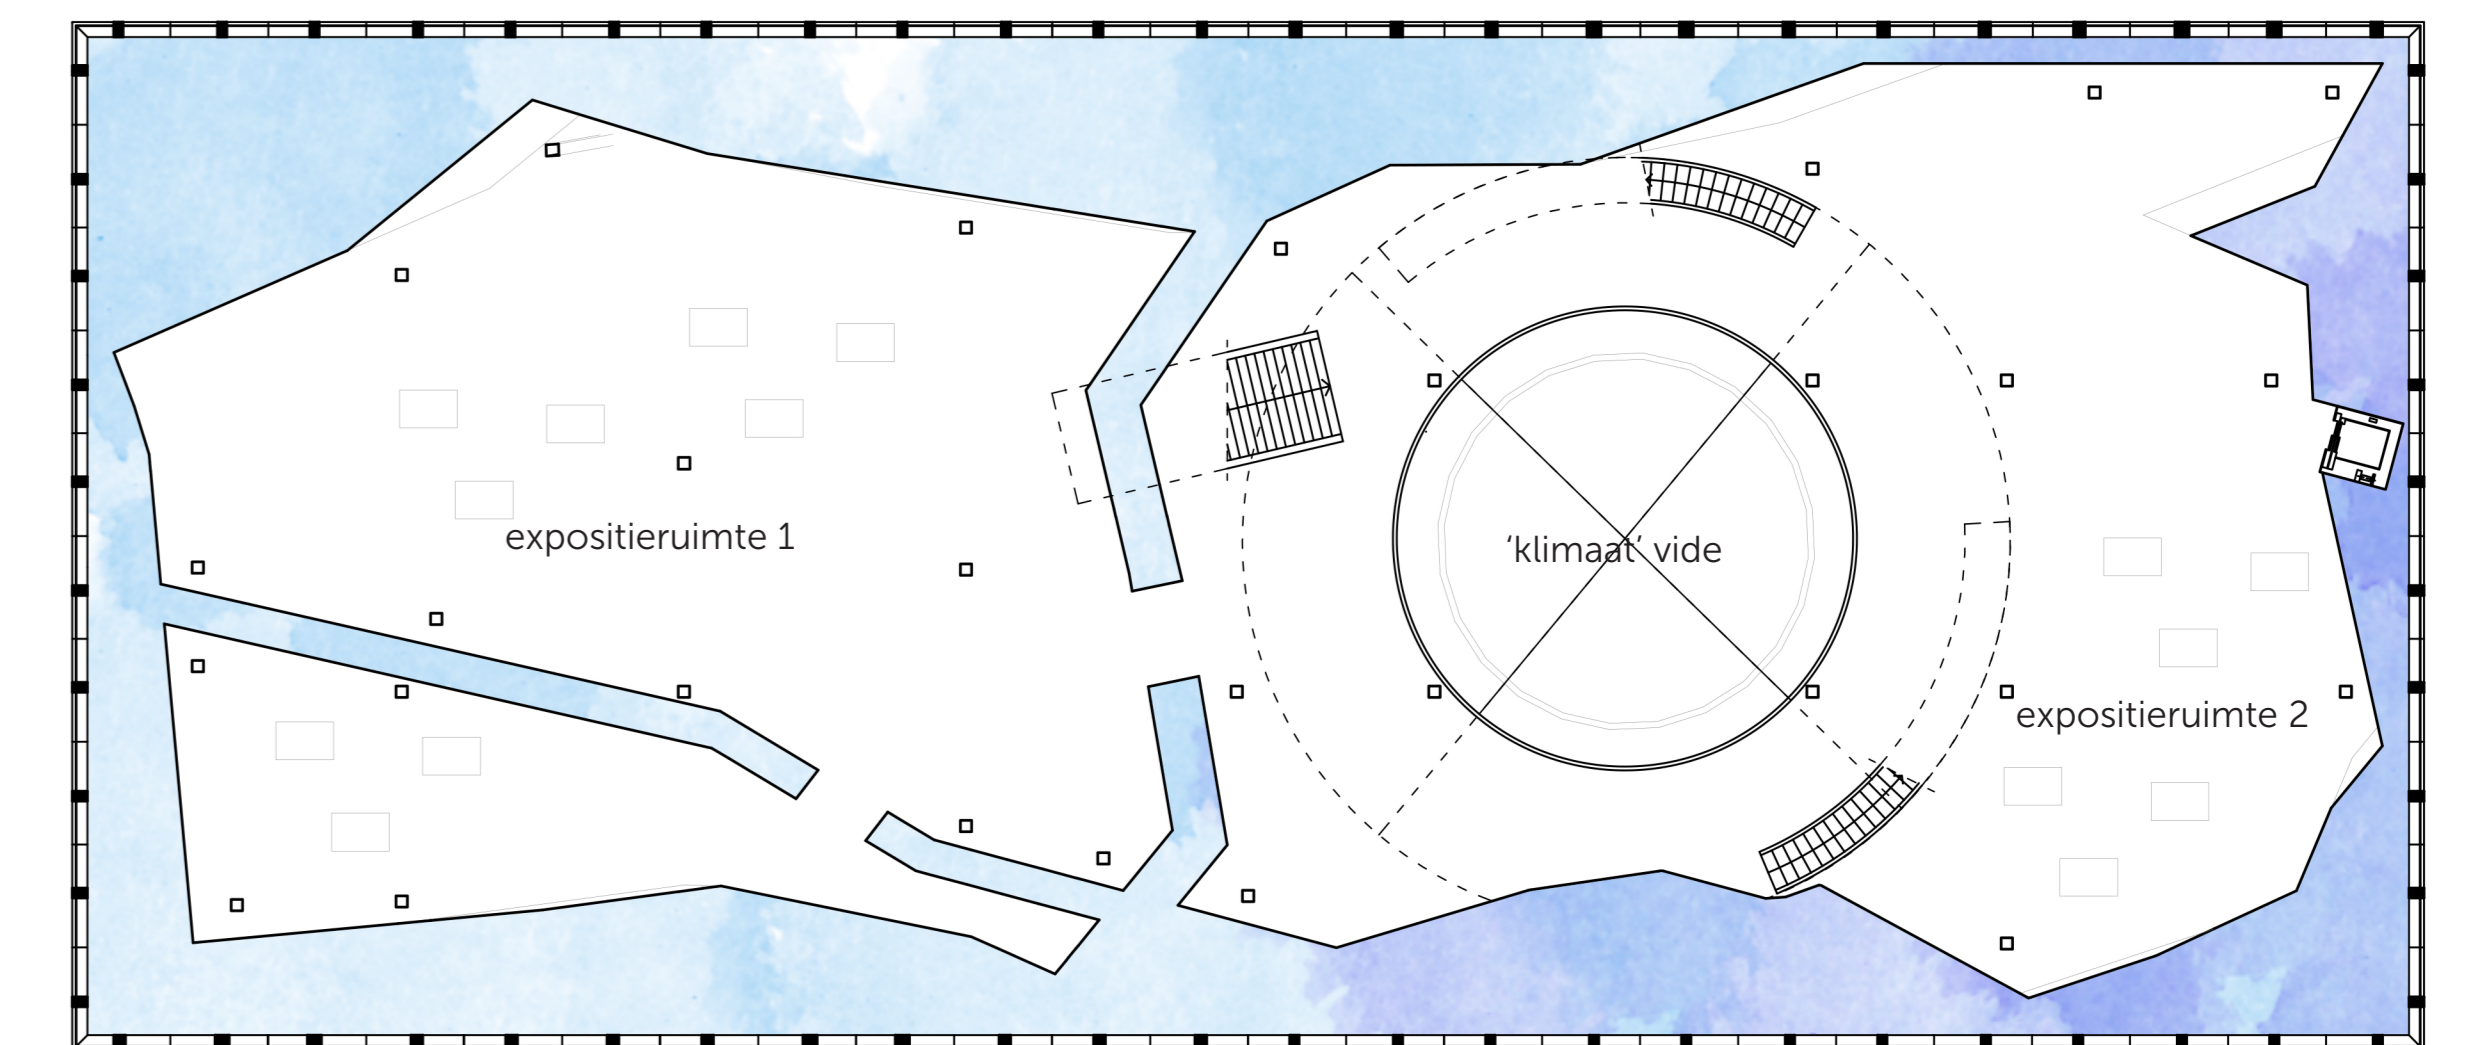 expositieruimte 1
‘klimaat’ vide
expositieruimte 2